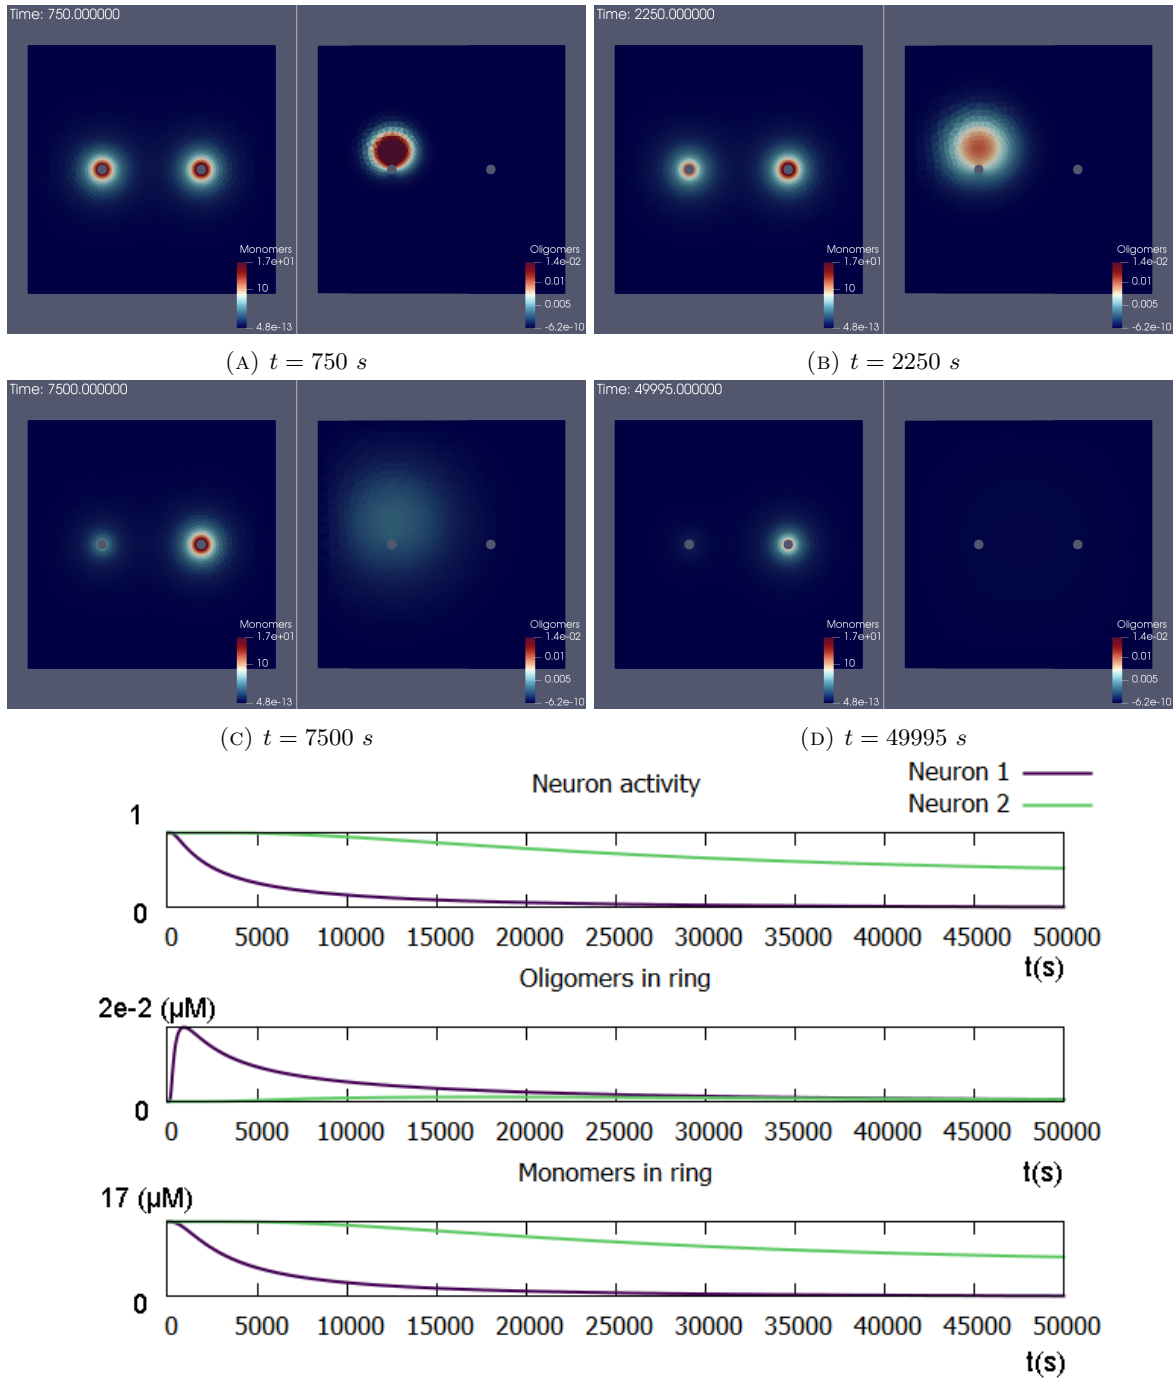 Time: 750.000000
Monomers
1.7e+01
10
4.8e-13
Oligomers
1.4e-02
0.01
0.005
-6.2e-10
Time: 2250.000000
Monomers
1.7e+01
10
4.8e-13
Oligomers
1.4e-02
0.01
0.005
-6.2e-10
(A) t = 750 s
(B) t = 2250 s
Time: 7500.000000
Monomers
1.7e+01
10
4.8e-13
Oligomers
1.4e-02
0.01
0.005
-6.2e-10
Time: 49995.000000
Monomers
1.7e+01
10
4.8e-13
Oligomers
1.4e-02
0.01
0.005
-6.2e-10
(C) t = 7500 s
(D) t = 49995 s
Neuron activity
Neuron 1
Neuron 2
1
0
0 5000 10000 15000 20000 25000 30000 35000 40000 45000 50000
t(s)
Oligomers in ring
2e-2 (μM)
0
0 5000 10000 15000 20000 25000 30000 35000 40000 45000 50000
t(s)
Monomers in ring
17 (μM)
0
0 5000 10000 15000 20000 25000 30000 35000 40000 45000 50000
t(s)